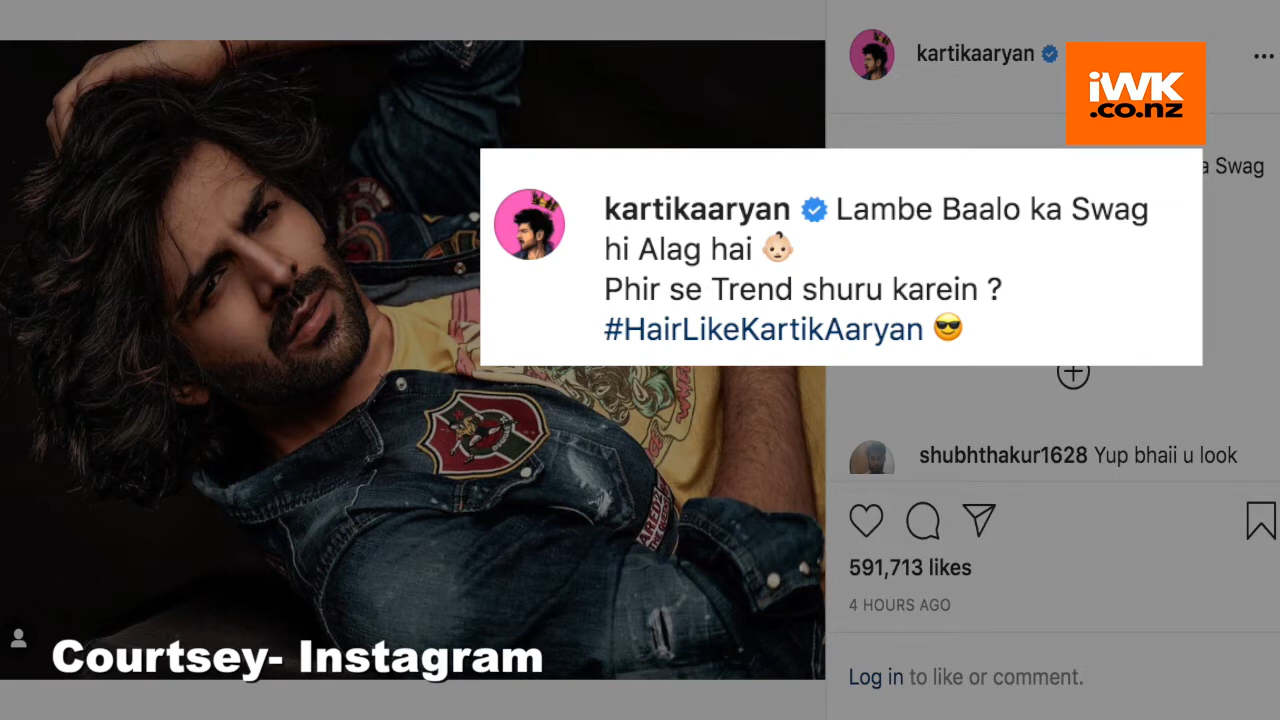 kartikaaryan
iWK
.co.nz
a Swag
kartikaaryan Lambe Baalo ka Swag
hi Alag hai 👶🏻
Phir se Trend shuru karein ?
#HairLikeKartikAaryan 😎
shubhthakur1628 Yup bhaii u look
591,713 likes
4 HOURS AGO
Log in to like or comment.
Courtsey- Instagram